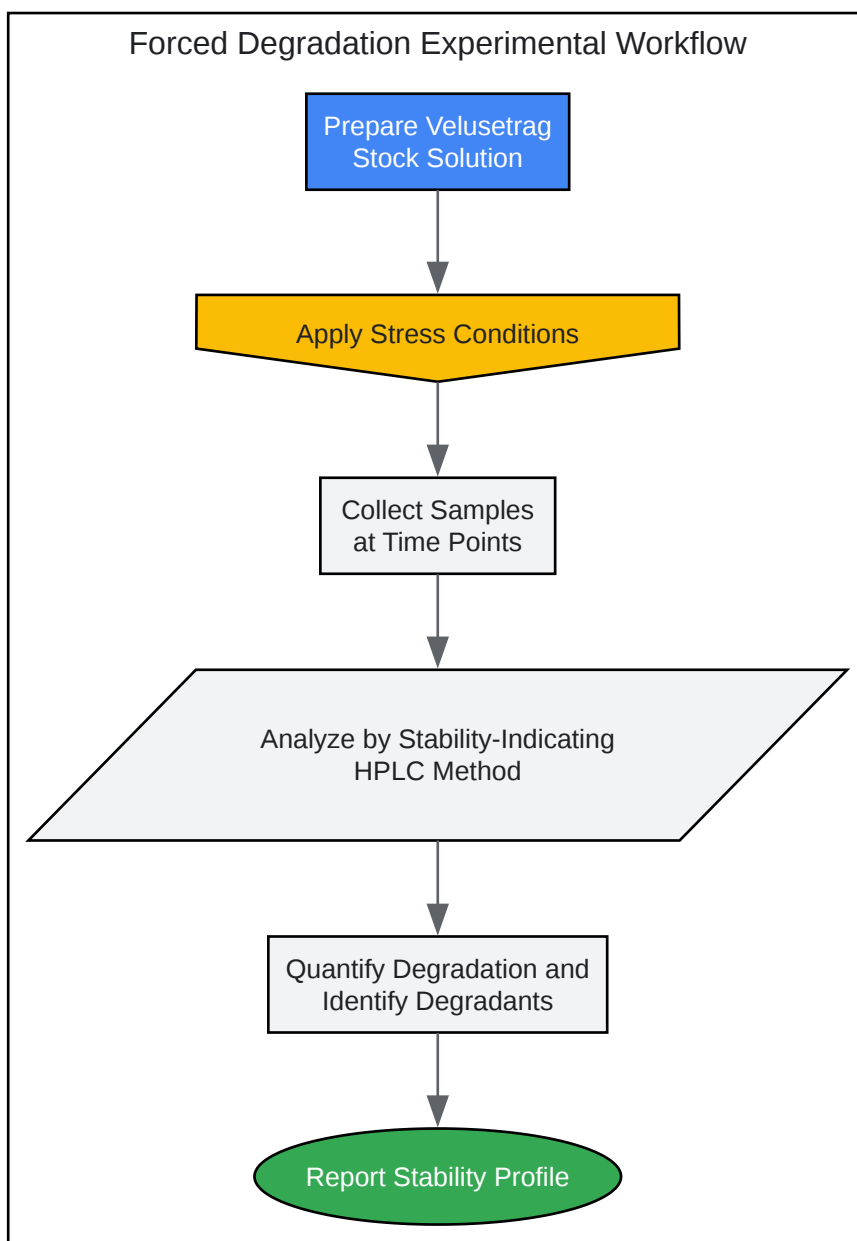 Forced Degradation Experimental Workflow
Prepare Velusetrag
Stock Solution
Apply Stress Conditions
Collect Samples
at Time Points
Analyze by Stability-Indicating
HPLC Method
Quantify Degradation and
Identify Degradants
Report Stability Profile